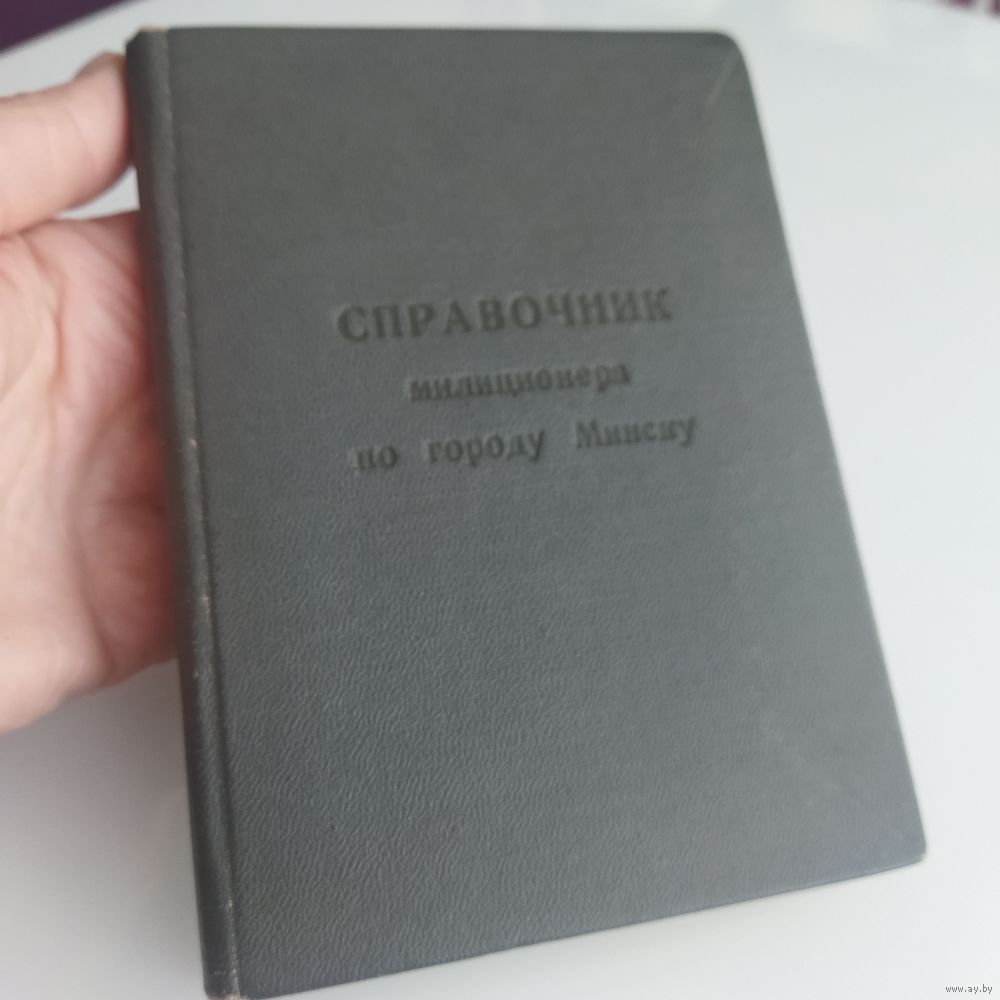 СПРАВОЧНИК
милиционера
по городу Минску
www.ay.by